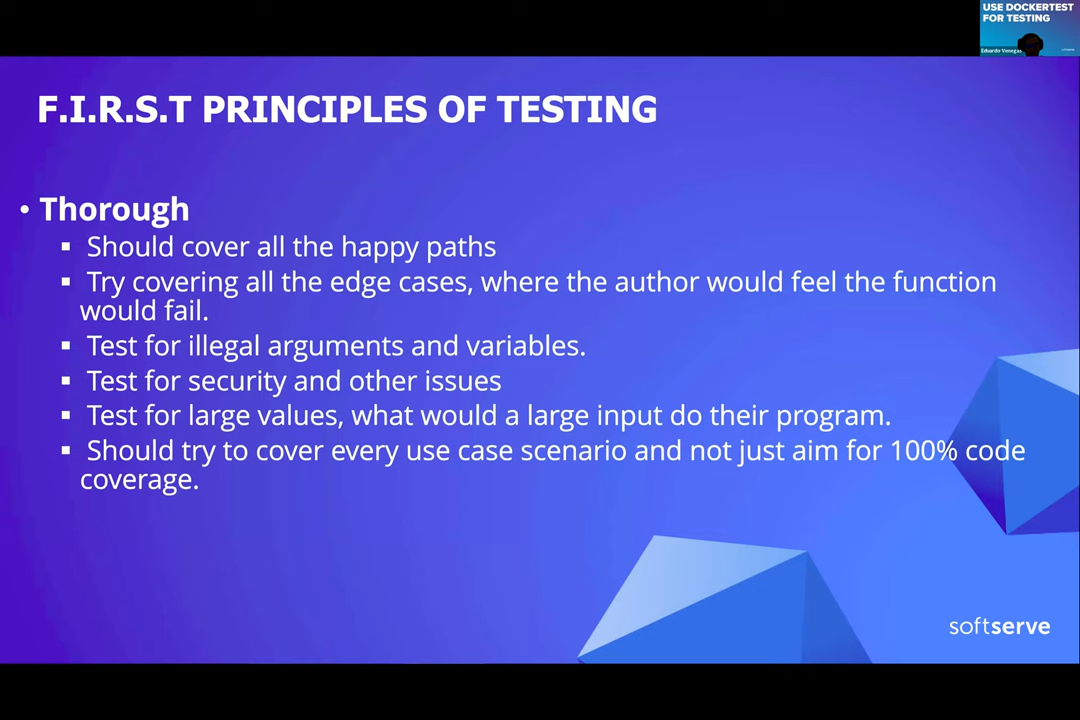 USE DOCKERTEST
FOR TESTING
Eduardo Venegas
F.I.R.S.T PRINCIPLES OF TESTING
• Thorough
▪ Should cover all the happy paths
▪ Try covering all the edge cases, where the author would feel the function
would fail.
▪ Test for illegal arguments and variables.
▪ Test for security and other issues
▪ Test for large values, what would a large input do their program.
▪ Should try to cover every use case scenario and not just aim for 100% code
coverage.
softserve